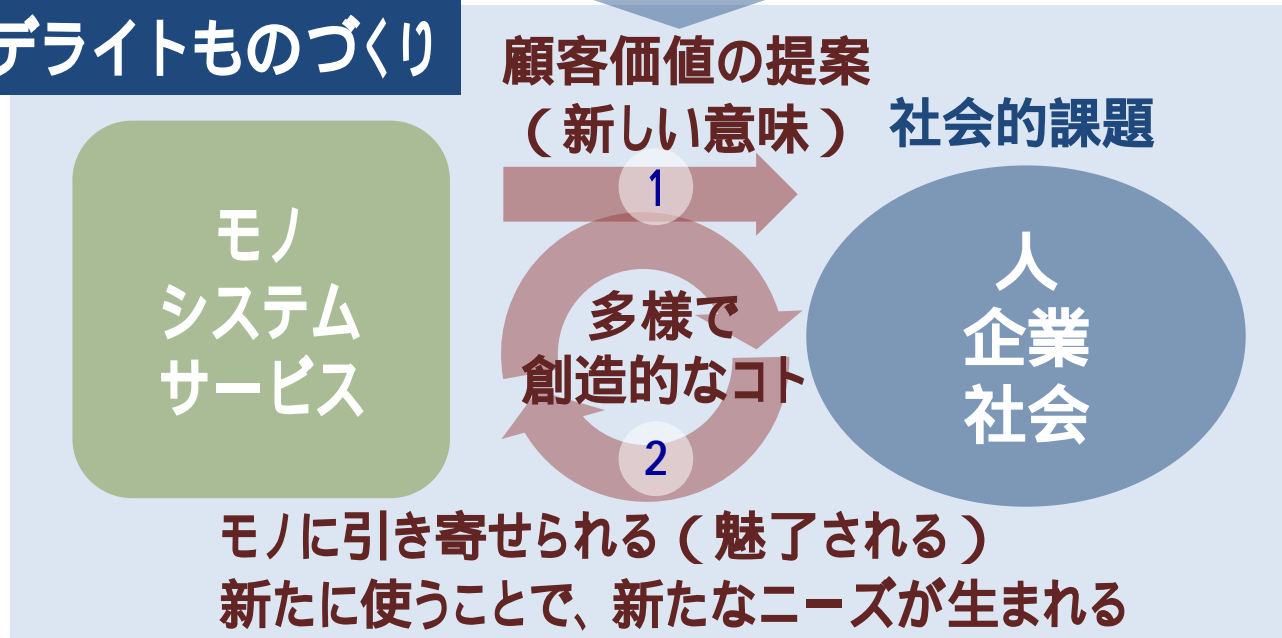 デライトものづくり
顧客価値の提案
（新しい意味）
社会的課題
1
モノ
システム
サービス
多様で
創造的なコト
人
企業
社会
2
モノに引き寄せられる（魅了される）
新たに使うことで、新たなニーズが生まれる